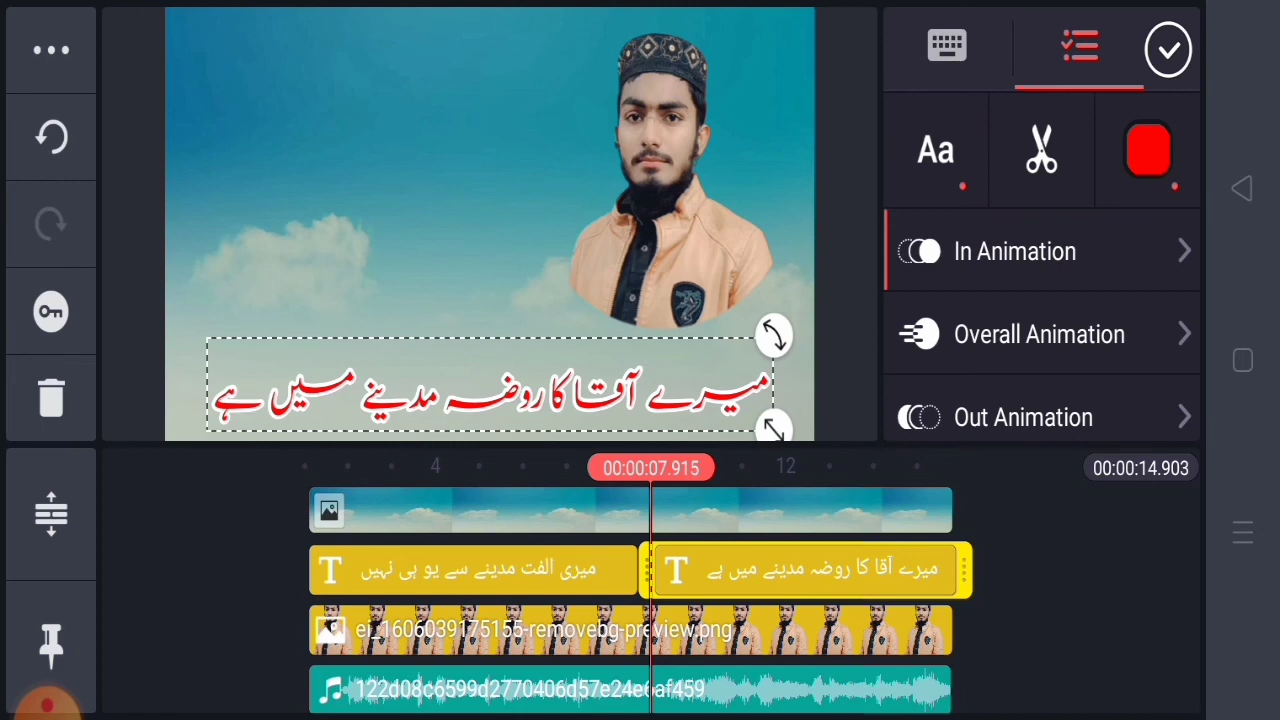 Aa
In Animation
Overall Animation
Out Animation
میرے آقا کا روضہ مدینے میں ہے
4
00:00:07.915
12
00:00:14.903
T میری الفت مدینے سے یو ہی نہیں
T میرے آقا کا روضہ مدینے میں ہے
ei_1606039175155-removebg-preview.png
122d08c6599d2770406d57e24e6af459